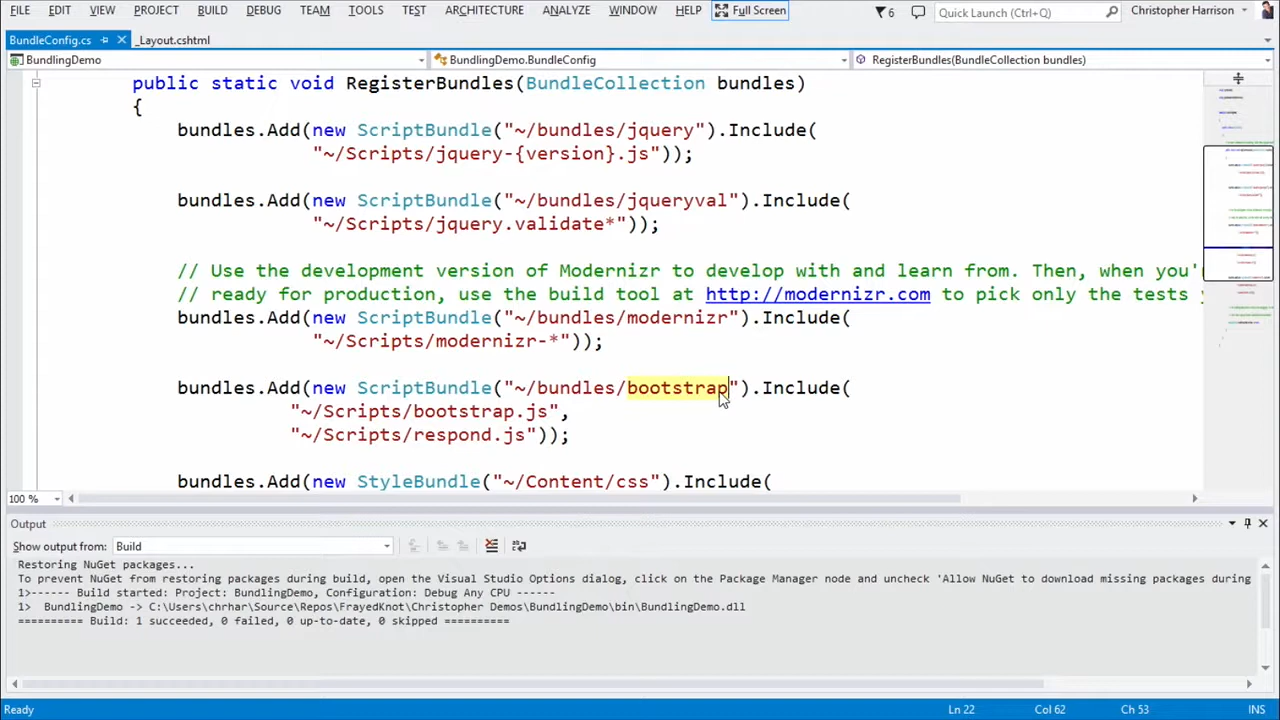 FILE EDIT VIEW PROJECT BUILD DEBUG TEAM TOOLS TEST ARCHITECTURE ANALYZE WINDOW HELP Full Screen 6 Quick Launch (Ctrl+Q) Christopher Harrison
BundleConfig.cs _Layout.cshtml
BundlingDemo BundlingDemo.BundleConfig RegisterBundles(BundleCollection bundles)
public static void RegisterBundles(BundleCollection bundles)
{
bundles.Add(new ScriptBundle("~/bundles/jquery").Include(
"~/Scripts/jquery-{version}.js"));
bundles.Add(new ScriptBundle("~/bundles/jqueryval").Include(
"~/Scripts/jquery.validate*"));
// Use the development version of Modernizr to develop with and learn from. Then, when you'
// ready for production, use the build tool at http://modernizr.com to pick only the tests
bundles.Add(new ScriptBundle("~/bundles/modernizr").Include(
"~/Scripts/modernizr-*"));
bundles.Add(new ScriptBundle("~/bundles/bootstrap").Include(
"~/Scripts/bootstrap.js",
"~/Scripts/respond.js"));
bundles.Add(new StyleBundle("~/Content/css").Include(
100 %
Output
Show output from: Build
Restoring NuGet packages...
To prevent NuGet from restoring packages during build, open the Visual Studio Options dialog, click on the Package Manager node and uncheck 'Allow NuGet to download missing packages during
1>------ Build started: Project: BundlingDemo, Configuration: Debug Any CPU ------
1> BundlingDemo -> C:\Users\chrhar\Source\Repos\FrayedKnot\Christopher Demos\BundlingDemo\bin\BundlingDemo.dll
========== Build: 1 succeeded, 0 failed, 0 up-to-date, 0 skipped ==========
Ready Ln 22 Col 62 Ch 53 INS